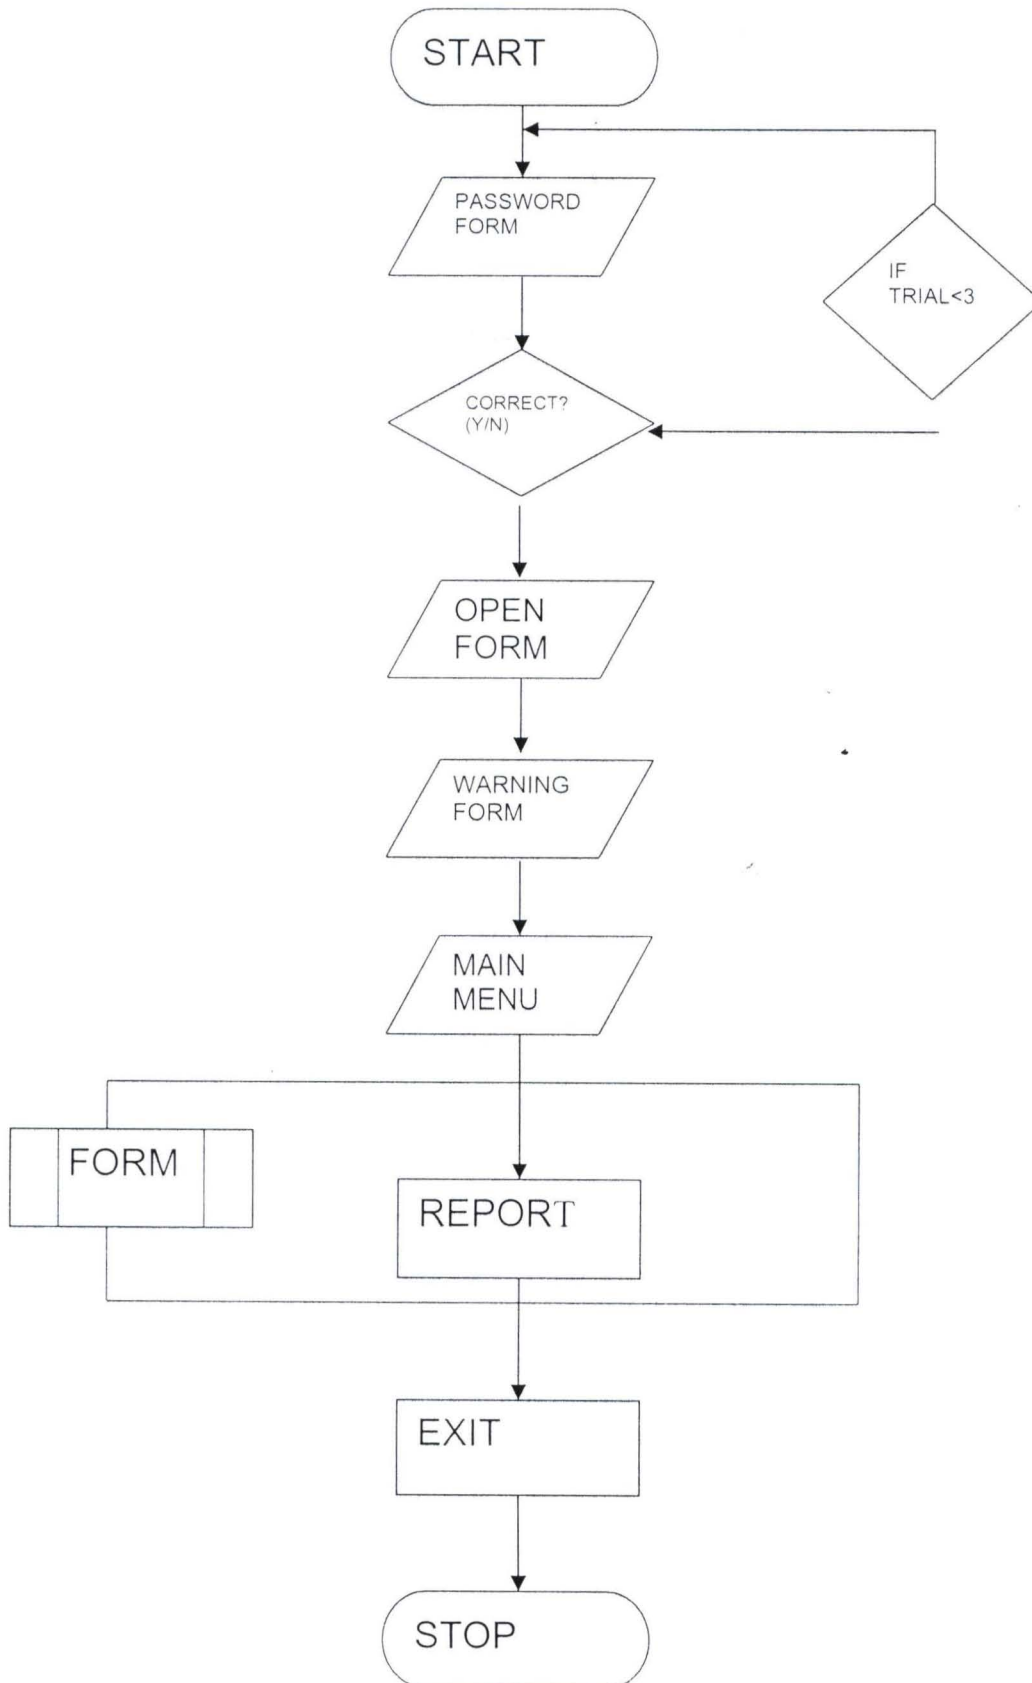 START
PASSWORD
FORM
IF
TRIAL<3
CORRECT?
(Y/N)
OPEN
FORM
WARNING
FORM
MAIN
MENU
FORM
REPORT
EXIT
STOP